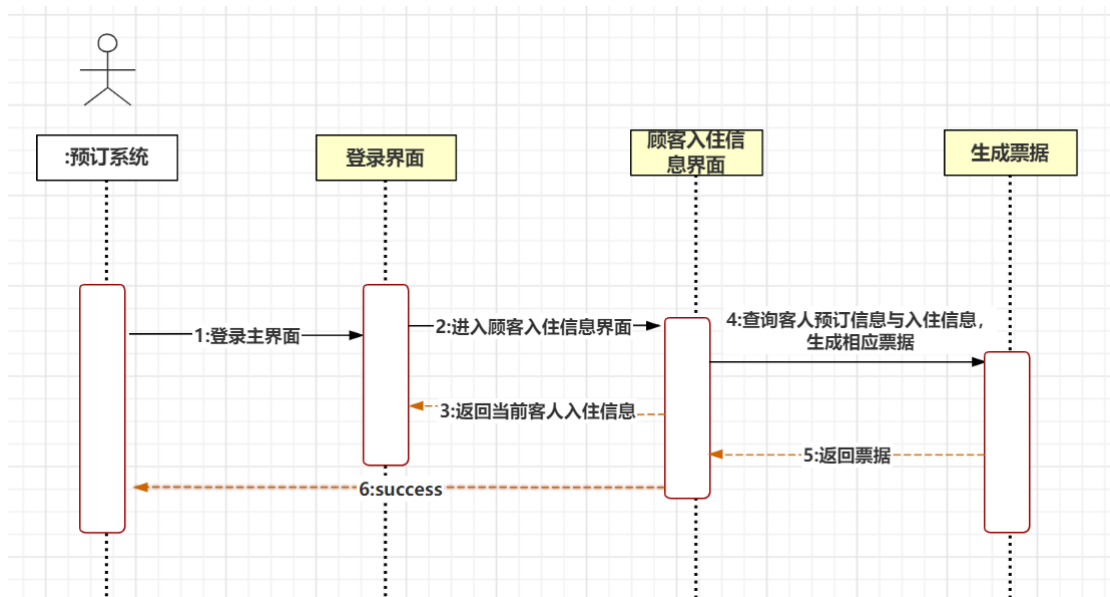 :预订系统
登录界面
顾客入住信
息界面
生成票据
1:登录主界面
2:进入顾客入住信息界面
4:查询客人预订信息与入住信息，
生成相应票据
3:返回当前客人入住信息
5:返回票据
6:success